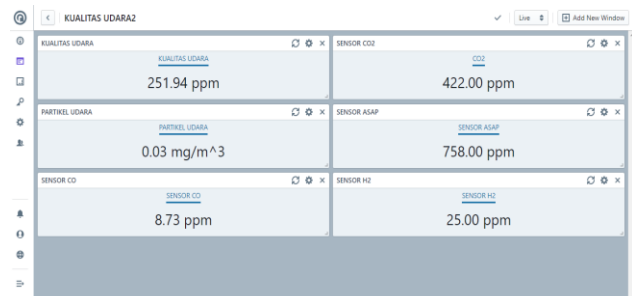 KUALITAS UDARA2
Live
Add New Window
KUALITAS UDARA
KUALITAS UDARA
251.94 ppm
SENSOR CO2
CO2
422.00 ppm
PARTIKEL UDARA
PARTIKEL UDARA
0.03 mg/m^3
SENSOR ASAP
SENSOR ASAP
758.00 ppm
SENSOR CO
SENSOR CO
8.73 ppm
SENSOR H2
SENSOR H2
25.00 ppm